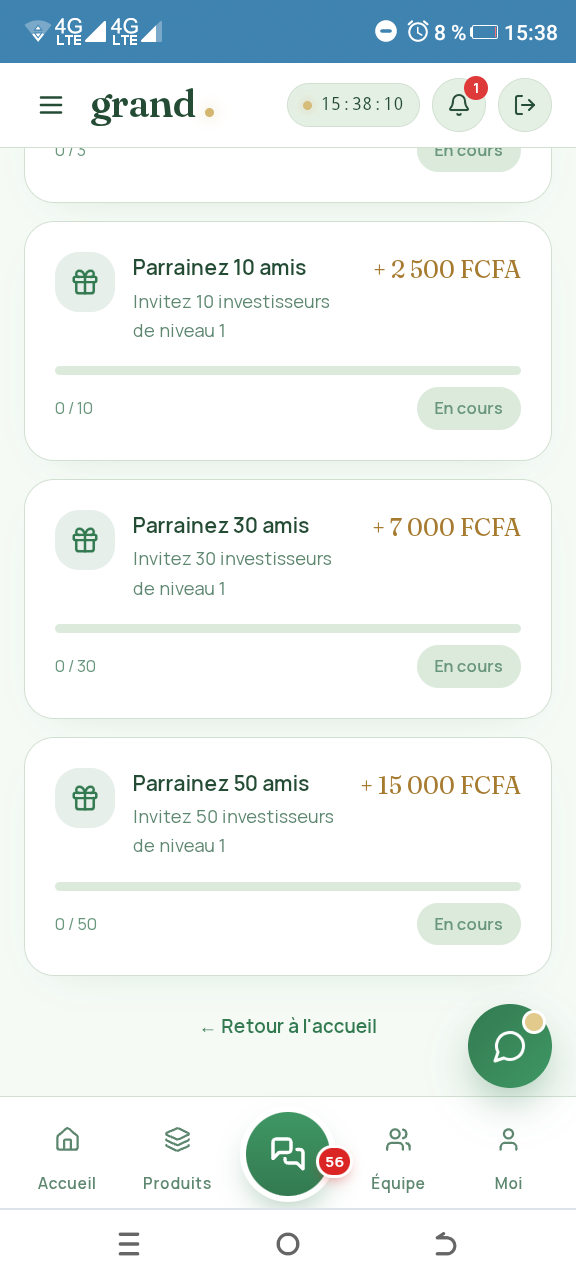 4G LTE 4G LTE 8 % 15:38
grand.
15:38:10
1
0 / 3
En cours
Parrainez 10 amis
+ 2 500 FCFA
Invitez 10 investisseurs
de niveau 1
0 / 10
En cours
Parrainez 30 amis
+ 7 000 FCFA
Invitez 30 investisseurs
de niveau 1
0 / 30
En cours
Parrainez 50 amis
+ 15 000 FCFA
Invitez 50 investisseurs
de niveau 1
0 / 50
En cours
← Retour à l'accueil
56
Accueil
Produits
Équipe
Moi